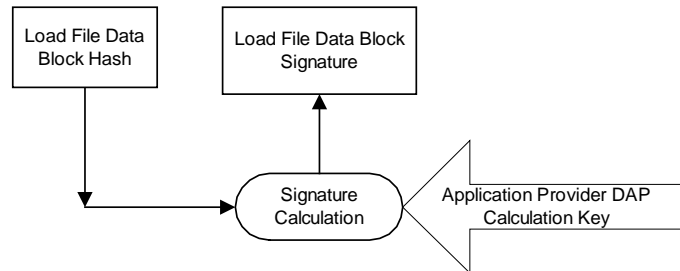 Load File Data
Block Hash
Load File Data Block
Signature
Signature
Calculation
Application Provider DAP
Calculation Key